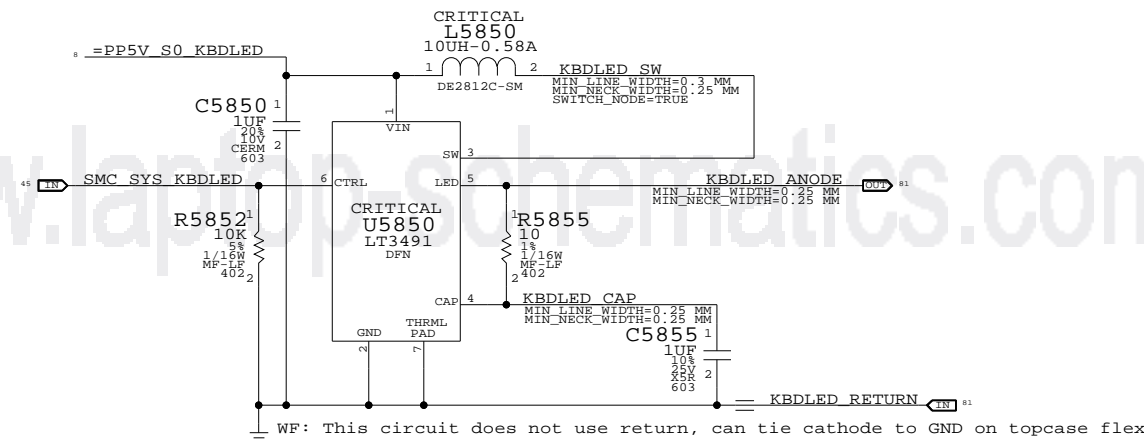 CRITICAL
L5850
10UH-0.58A
8 =PP5V_S0_KBDLED
1 2 KBDLED_SW
DE2812C-SM
MIN_LINE_WIDTH=0.3 MM
MIN_NECK_WIDTH=0.25 MM
SWITCH_NODE=TRUE
C5850 1
1UF
20%
10V
CERM 2
603
1
VIN
SW 3
45 IN SMC_SYS_KBDLED 6 CTRL
LED 5 KBDLED_ANODE OUT 81
MIN_LINE_WIDTH=0.25 MM
MIN_NECK_WIDTH=0.25 MM
R5852 1
10K
5%
1/16W
MF-LF
402 2
CRITICAL
U5850
LT3491
DFN
1 R5855
10
1%
1/16W
MF-LF
2 402
CAP 4 KBDLED_CAP
MIN_LINE_WIDTH=0.25 MM
MIN_NECK_WIDTH=0.25 MM
GND THRML
PAD
2 7
C5855 1
1UF
10%
25V
X5R 2
603
KBDLED_RETURN IN 81
WF: This circuit does not use return, can tie cathode to GND on topcase flex
w.laptop-schematics.com